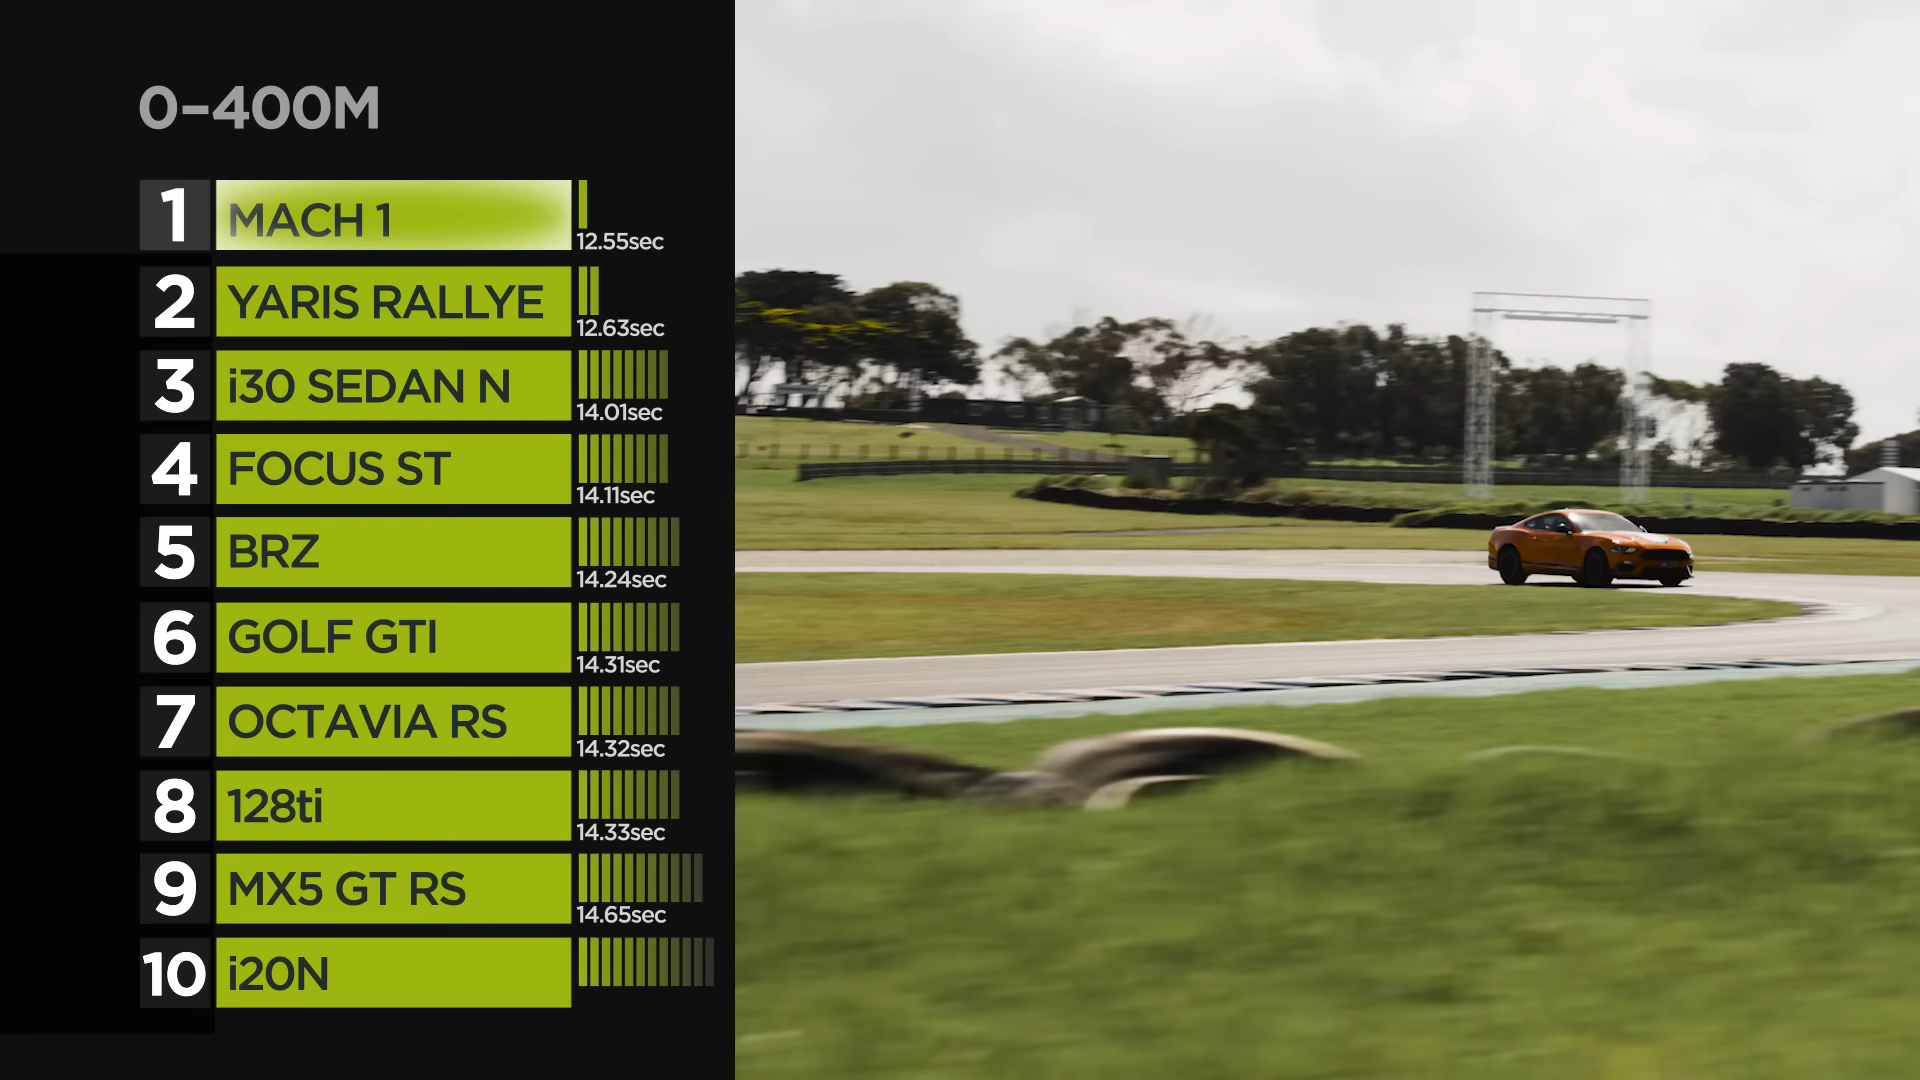 0–400M
1 MACH 1 12.55sec
2 YARIS RALLYE 12.63sec
3 i30 SEDAN N 14.01sec
4 FOCUS ST 14.11sec
5 BRZ 14.24sec
6 GOLF GTI 14.31sec
7 OCTAVIA RS 14.32sec
8 128ti 14.33sec
9 MX5 GT RS 14.65sec
10 i20N